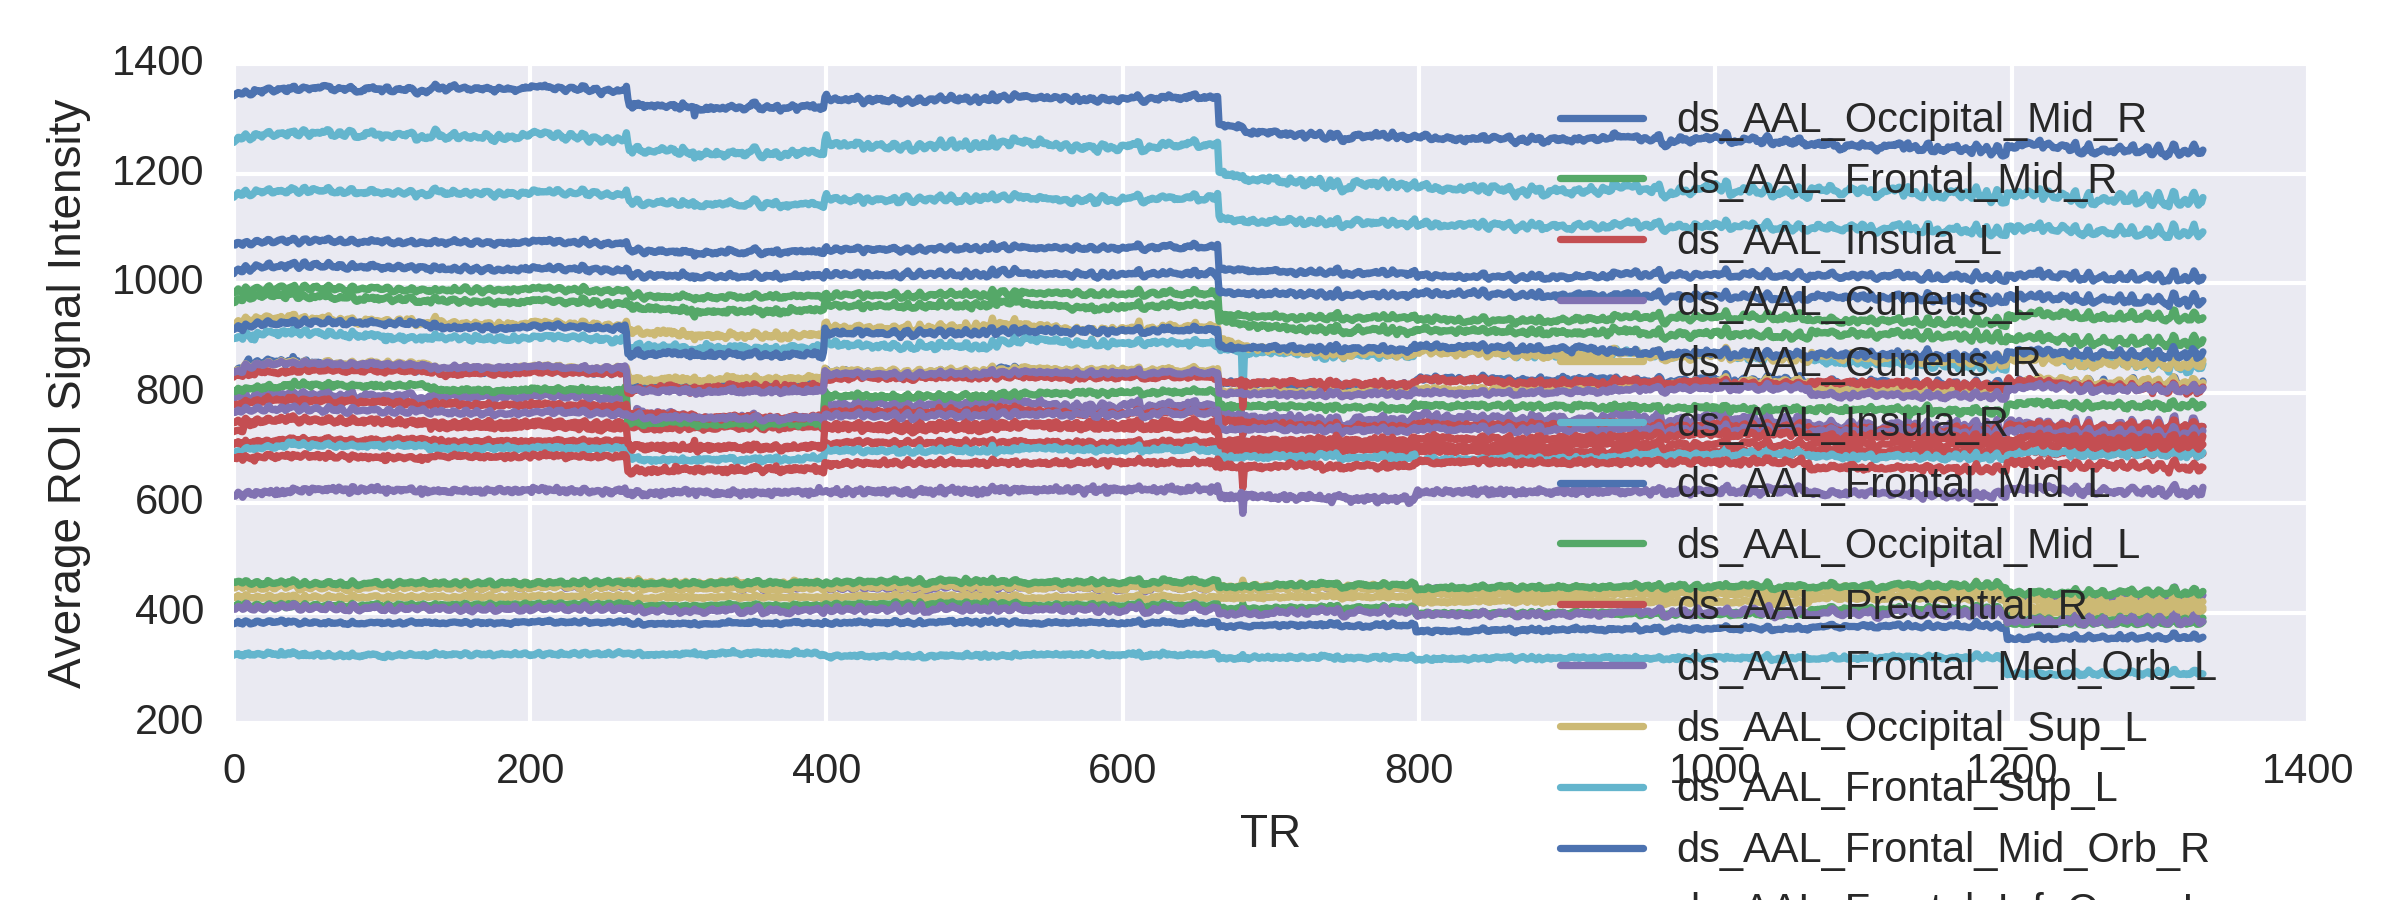 1400
1200
1000
800
600
400
200
Average ROI Signal Intensity
0 200 400 600 800 1000 1200 1400
TR
ds_AAL_Occipital_Mid_R
ds_AAL_Frontal_Mid_R
ds_AAL_Insula_L
ds_AAL_Cuneus_L
ds_AAL_Cuneus_R
ds_AAL_Insula_R
ds_AAL_Frontal_Mid_L
ds_AAL_Occipital_Mid_L
ds_AAL_Precentral_R
ds_AAL_Frontal_Med_Orb_L
ds_AAL_Occipital_Sup_L
ds_AAL_Frontal_Sup_L
ds_AAL_Frontal_Mid_Orb_R